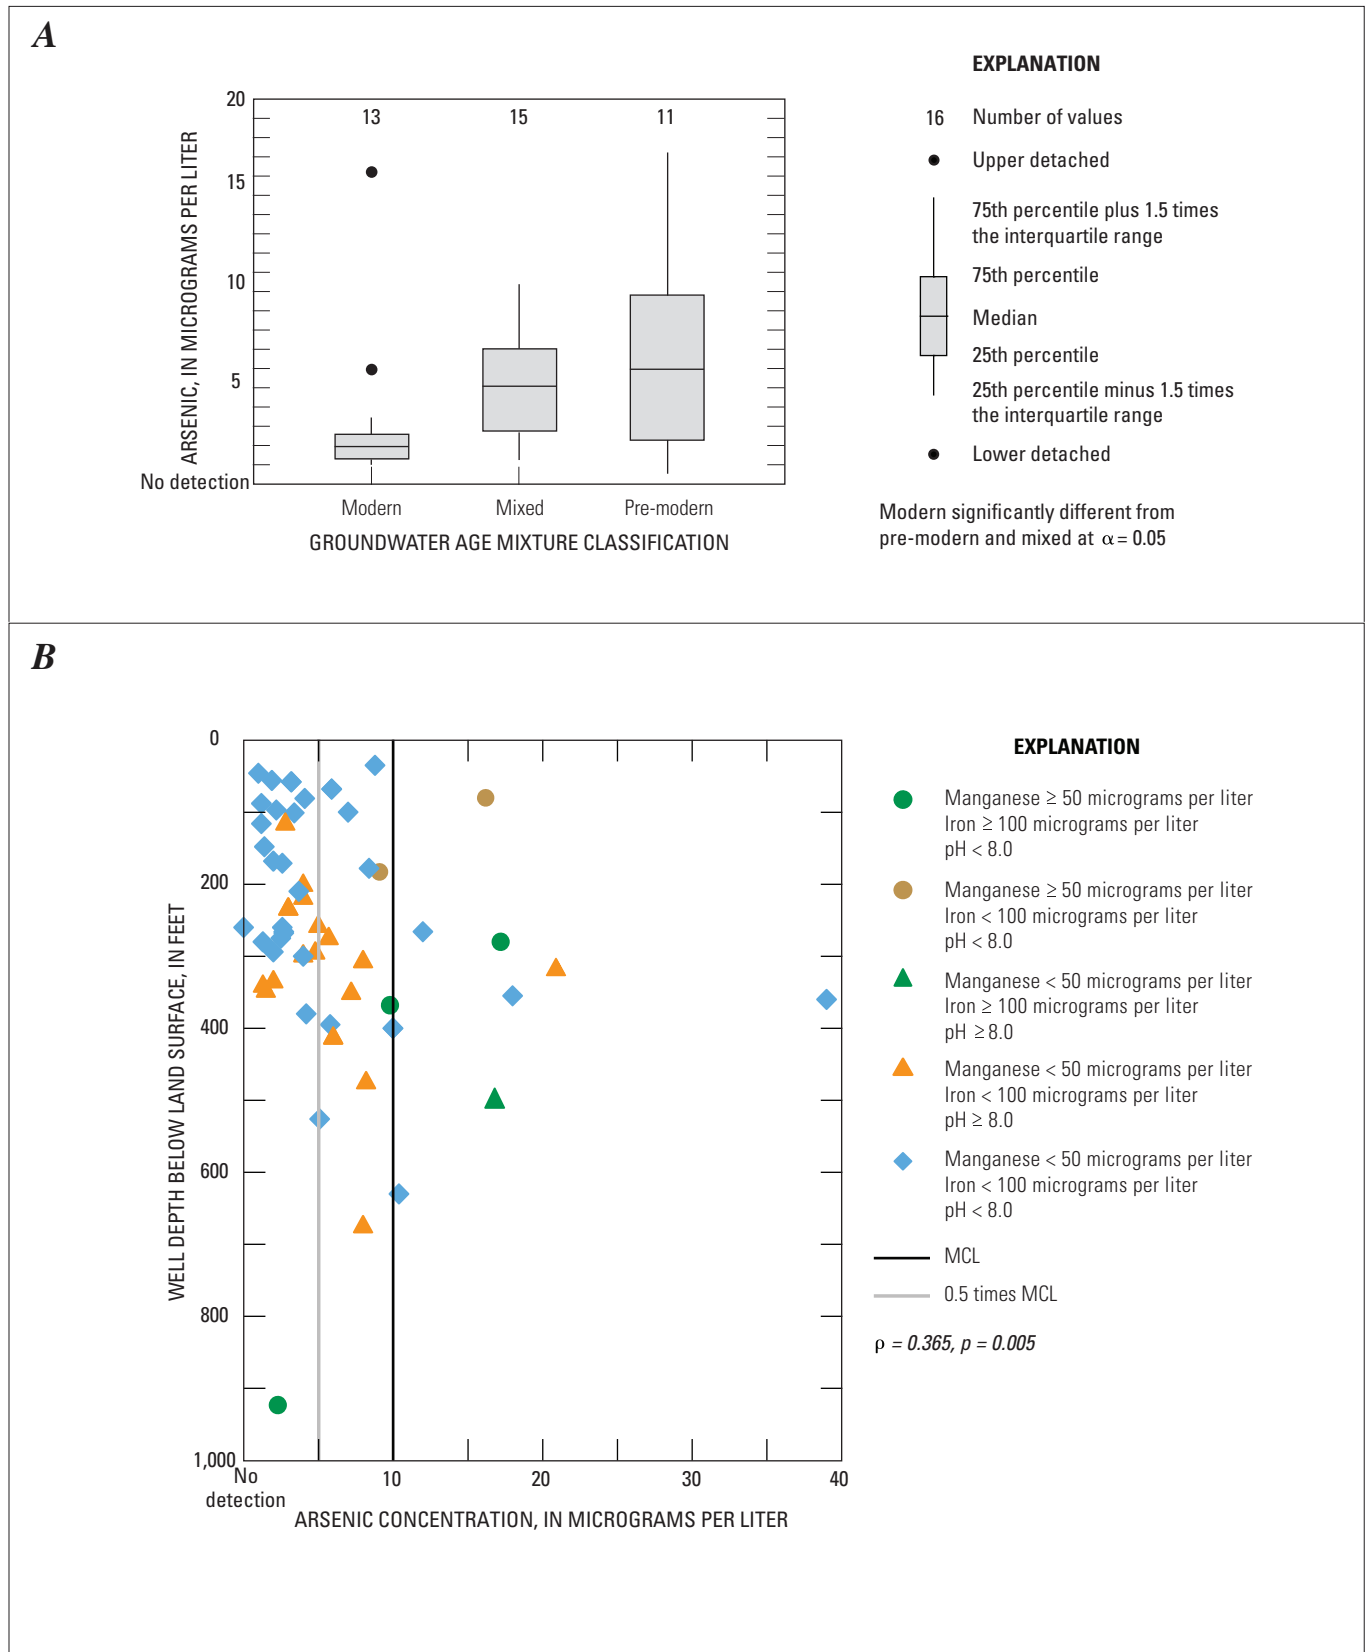 A
20
15
10
5
No detection
ARSENIC, IN MICROGRAMS PER LITER
13
15
11
Modern
Mixed
Pre-modern
GROUNDWATER AGE MIXTURE CLASSIFICATION
EXPLANATION
16 Number of values
Upper detached
75th percentile plus 1.5 times
the interquartile range
75th percentile
Median
25th percentile
25th percentile minus 1.5 times
the interquartile range
Lower detached
Modern significantly different from
pre-modern and mixed at α = 0.05
B
0
200
400
600
800
1,000
WELL DEPTH BELOW LAND SURFACE, IN FEET
No
detection
10
20
30
40
ARSENIC CONCENTRATION, IN MICROGRAMS PER LITER
EXPLANATION
Manganese ≥ 50 micrograms per liter
Iron ≥ 100 micrograms per liter
pH < 8.0
Manganese ≥ 50 micrograms per liter
Iron < 100 micrograms per liter
pH < 8.0
Manganese < 50 micrograms per liter
Iron ≥ 100 micrograms per liter
pH ≥ 8.0
Manganese < 50 micrograms per liter
Iron < 100 micrograms per liter
pH ≥ 8.0
Manganese < 50 micrograms per liter
Iron < 100 micrograms per liter
pH < 8.0
MCL
0.5 times MCL
ρ = 0.365, p = 0.005